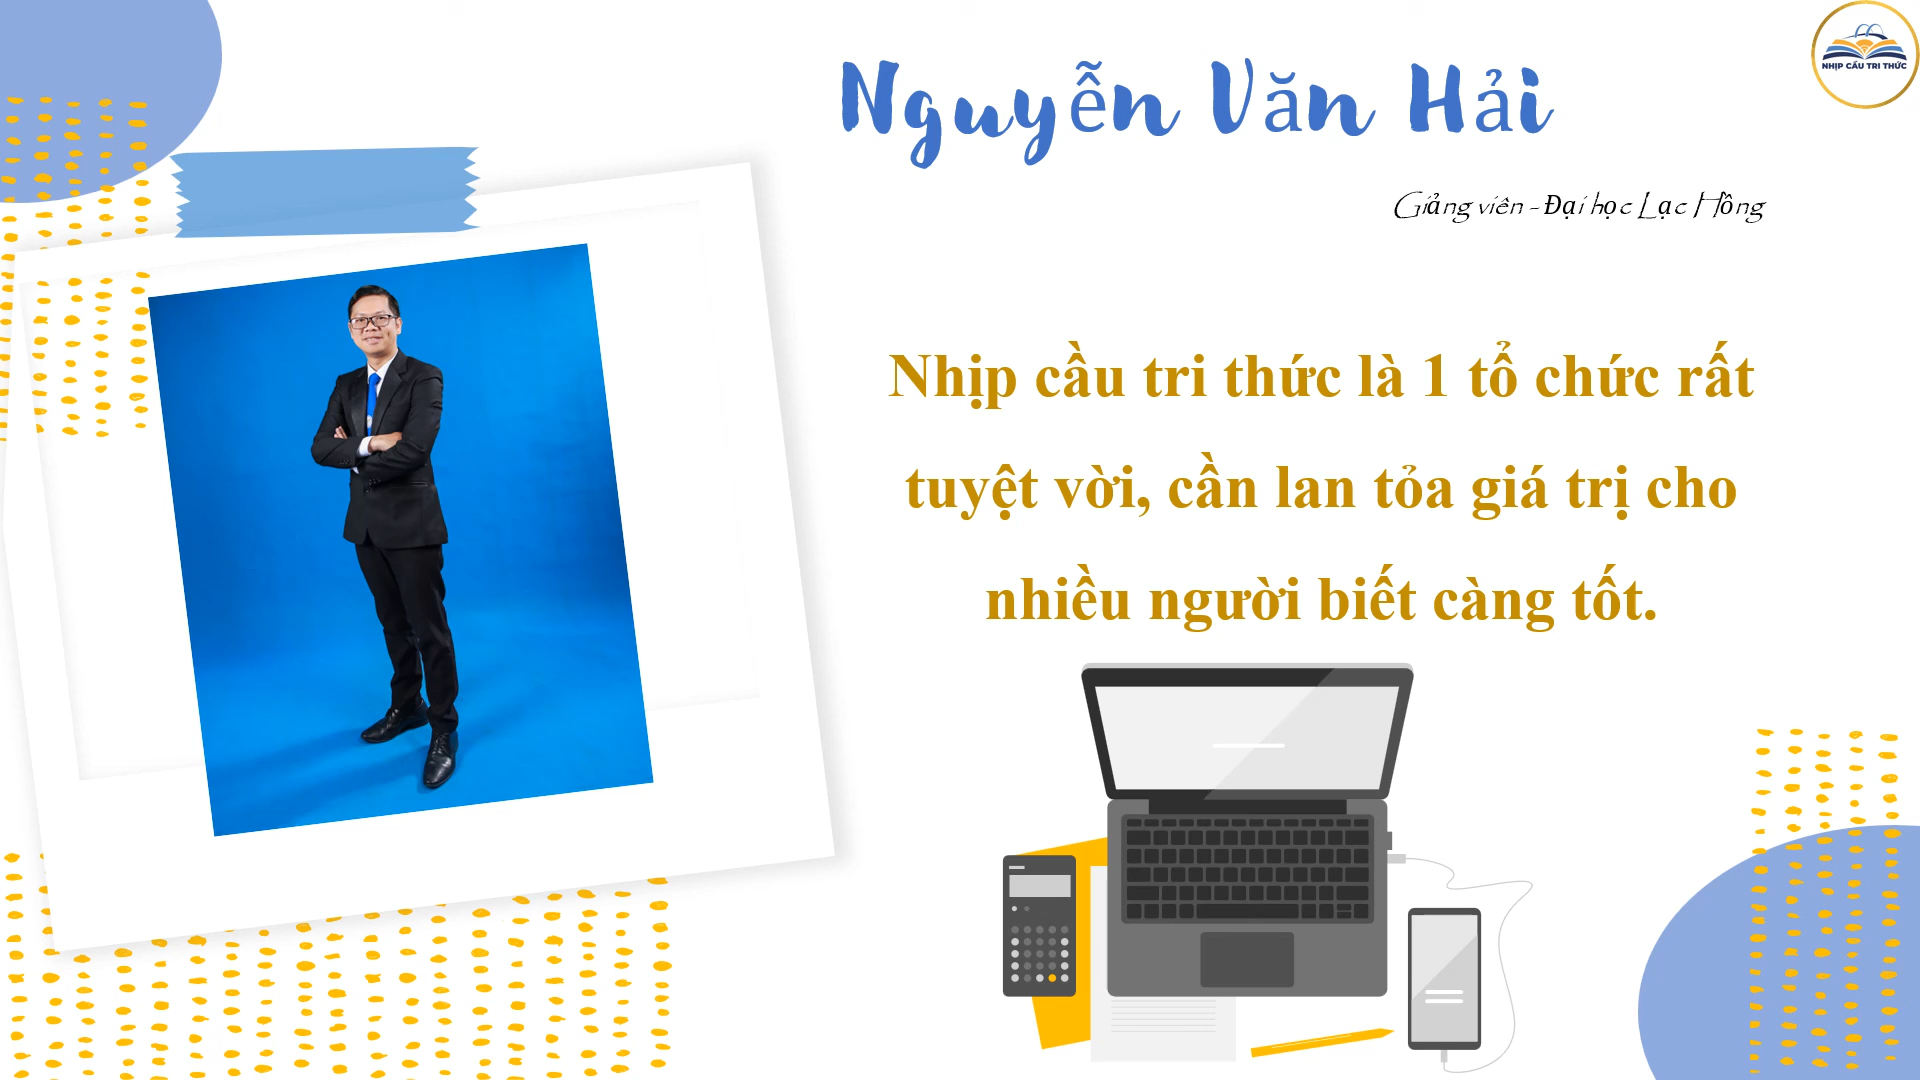 NHỊP CẦU TRI THỨC
Nguyễn Văn Hải
Giảng viên - Đại học Lạc Hồng
Nhịp cầu tri thức là 1 tổ chức rất
tuyệt vời, cần lan tỏa giá trị cho
nhiều người biết càng tốt.